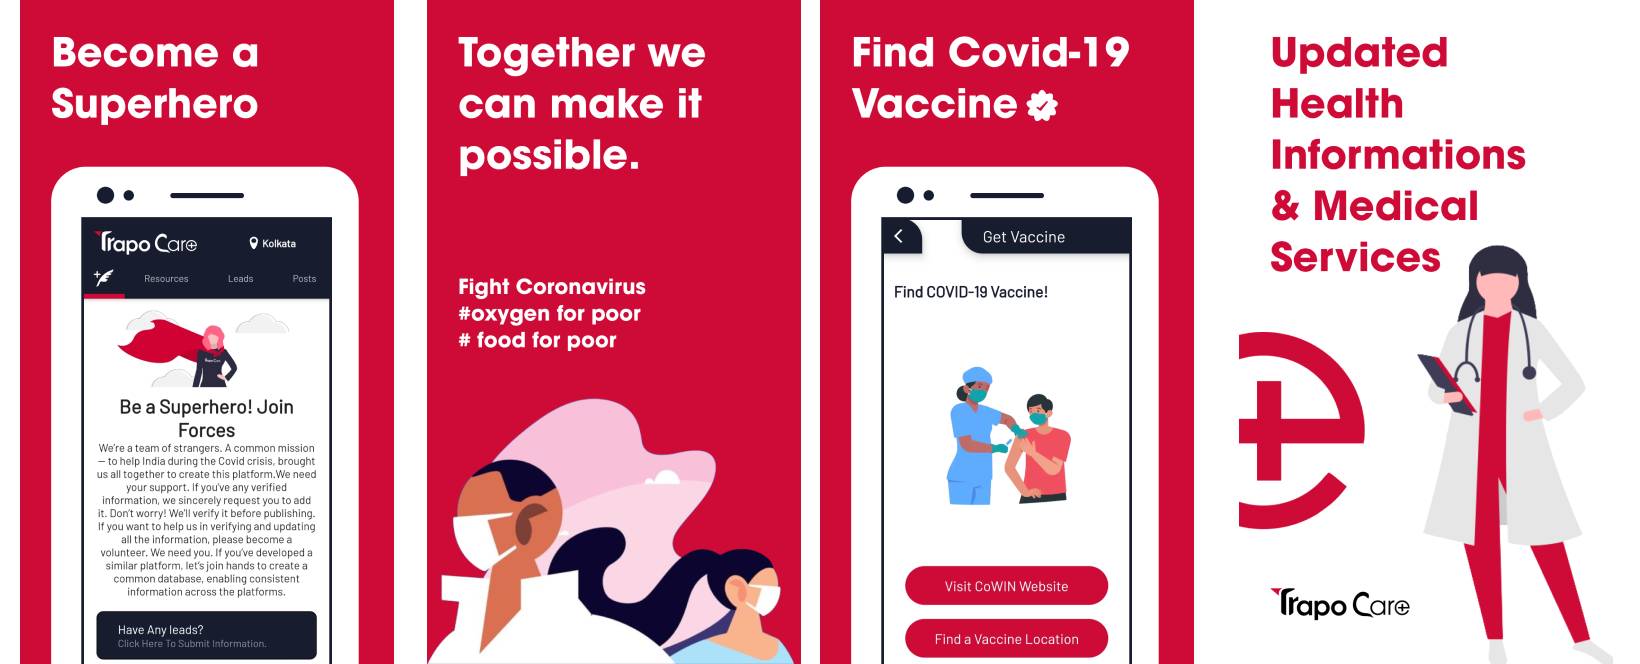 Become a
Superhero
Trapo Care
Kolkata
Resources
Leads
Posts
Trapo Care
Be a Superhero! Join
Forces
We're a team of strangers. A common mission
— to help India during the Covid crisis, brought
us all together to create this platform.We need
your support. If you've any verified
information, we sincerely request you to add
it. Don't worry! We'll verify it before publishing.
If you want to help us in verifying and updating
all the information, please become a
volunteer. We need you. If you've developed a
similar platform, let's join hands to create a
common database, enabling consistent
information across the platforms.
Have Any leads?
Click Here To Submit Information.
Together we
can make it
possible.
Fight Coronavirus
#oxygen for poor
# food for poor
Find Covid-19
Vaccine
Get Vaccine
Find COVID-19 Vaccine!
Visit CoWIN Website
Find a Vaccine Location
Updated
Health
Informations
& Medical
Services
Trapo Care